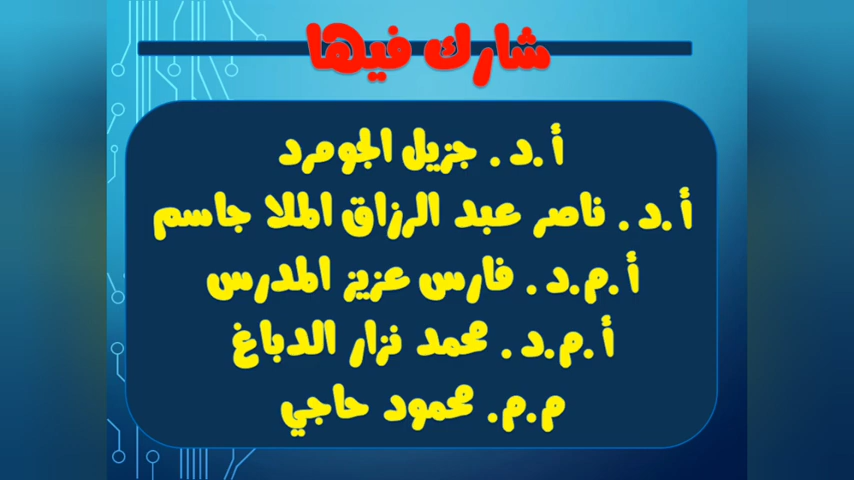 شارك فيها
أ.د. جزيل الجومرد
أ.د. ناصر عبد الرزاق الملا جاسم
أ.م.د. فارس عزيز المدرس
أ.م.د. محمد نزار الدباغ
م.م. محمود حاجي